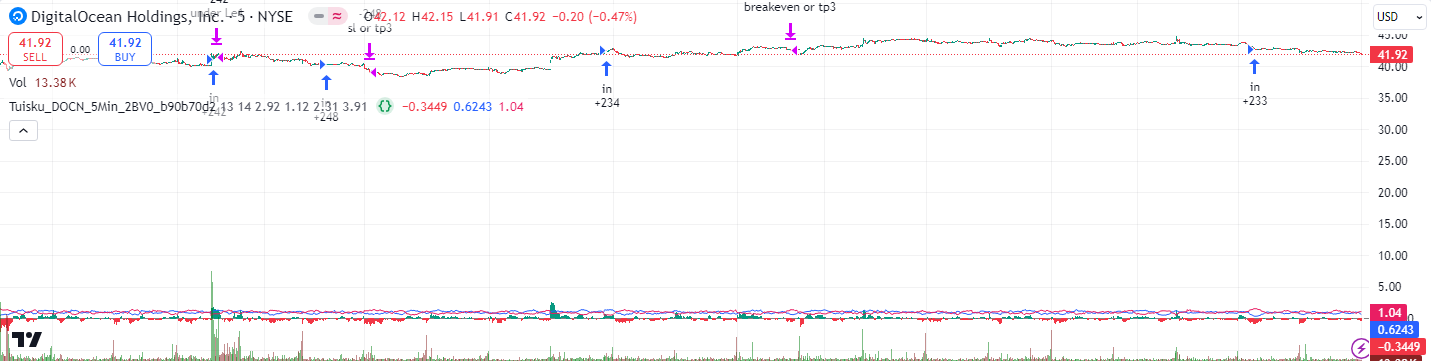 DigitalOcean Holdings, Inc. · 5 · NYSE
O42.12 H42.15 L41.91 C41.92 −0.20 (−0.47%)
USD
41.92
SELL
0.00
41.92
BUY
Vol 13.38K
Tuisku_DOCN_5Min_2BV0_b90b70d2 13 14 2.92 1.12 2.31 3.91 −0.3449 0.6243 1.04
sl or tp3
breakeven or tp3
+242
+248
in
+234
in
+233
45.00
41.92
40.00
35.00
30.00
25.00
20.00
15.00
10.00
5.00
1.04
0.6243
−0.3449